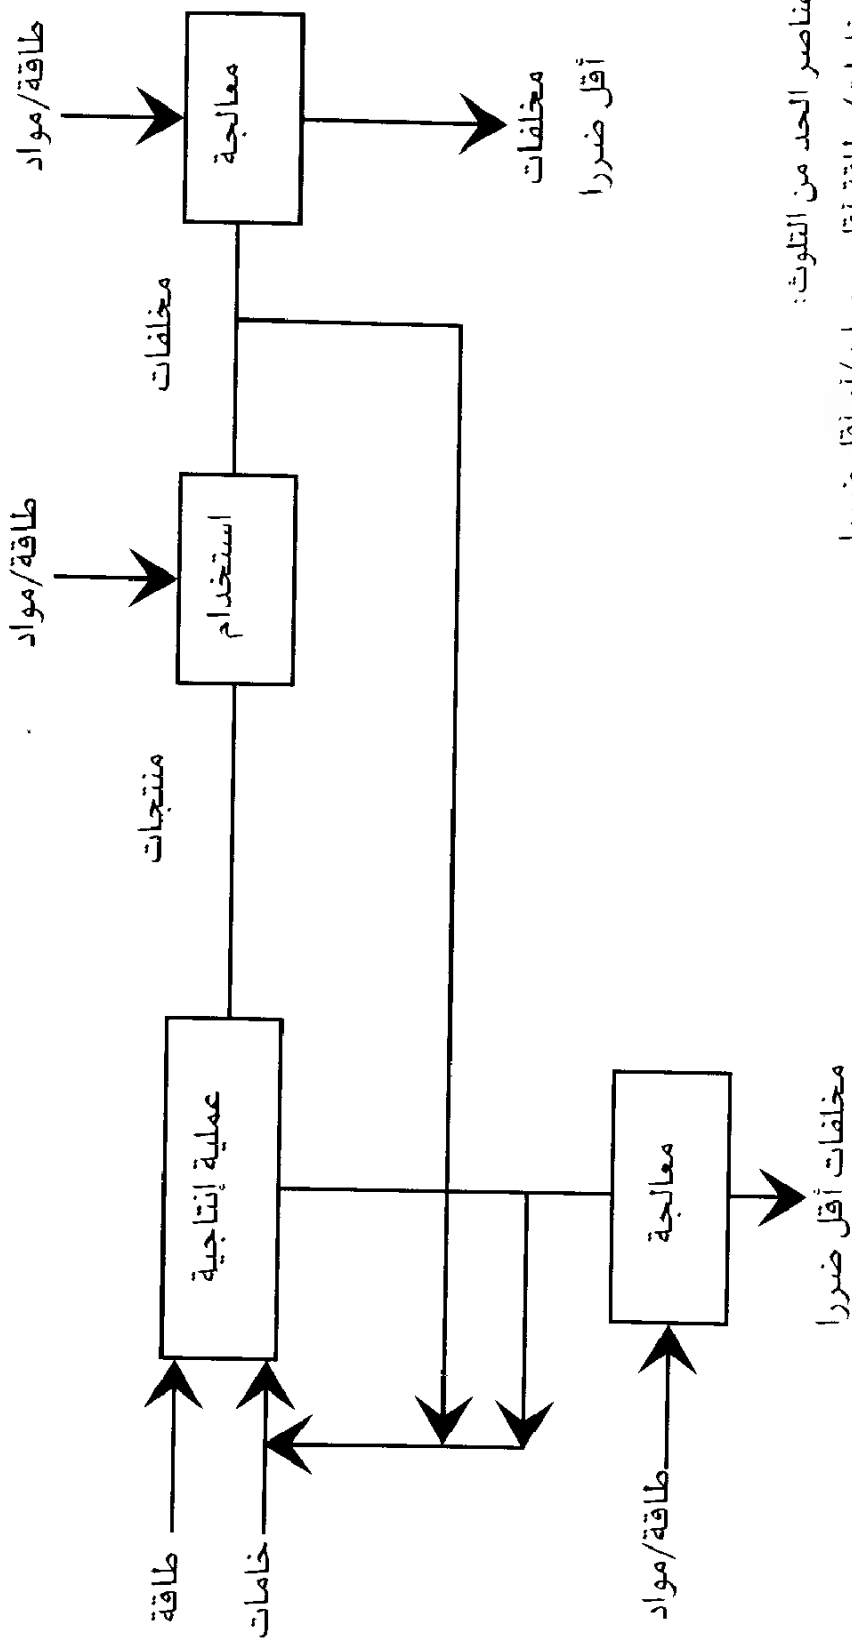 طاقة
خامات
عملية إنتاجية
منتجات
طاقة/مواد
استخدام
مخلفات
طاقة/مواد
معالجة
مخلفات
أقل ضررا
طاقة/مواد
معالجة
مخلفات أقل ضررا
الحد من التلوث: